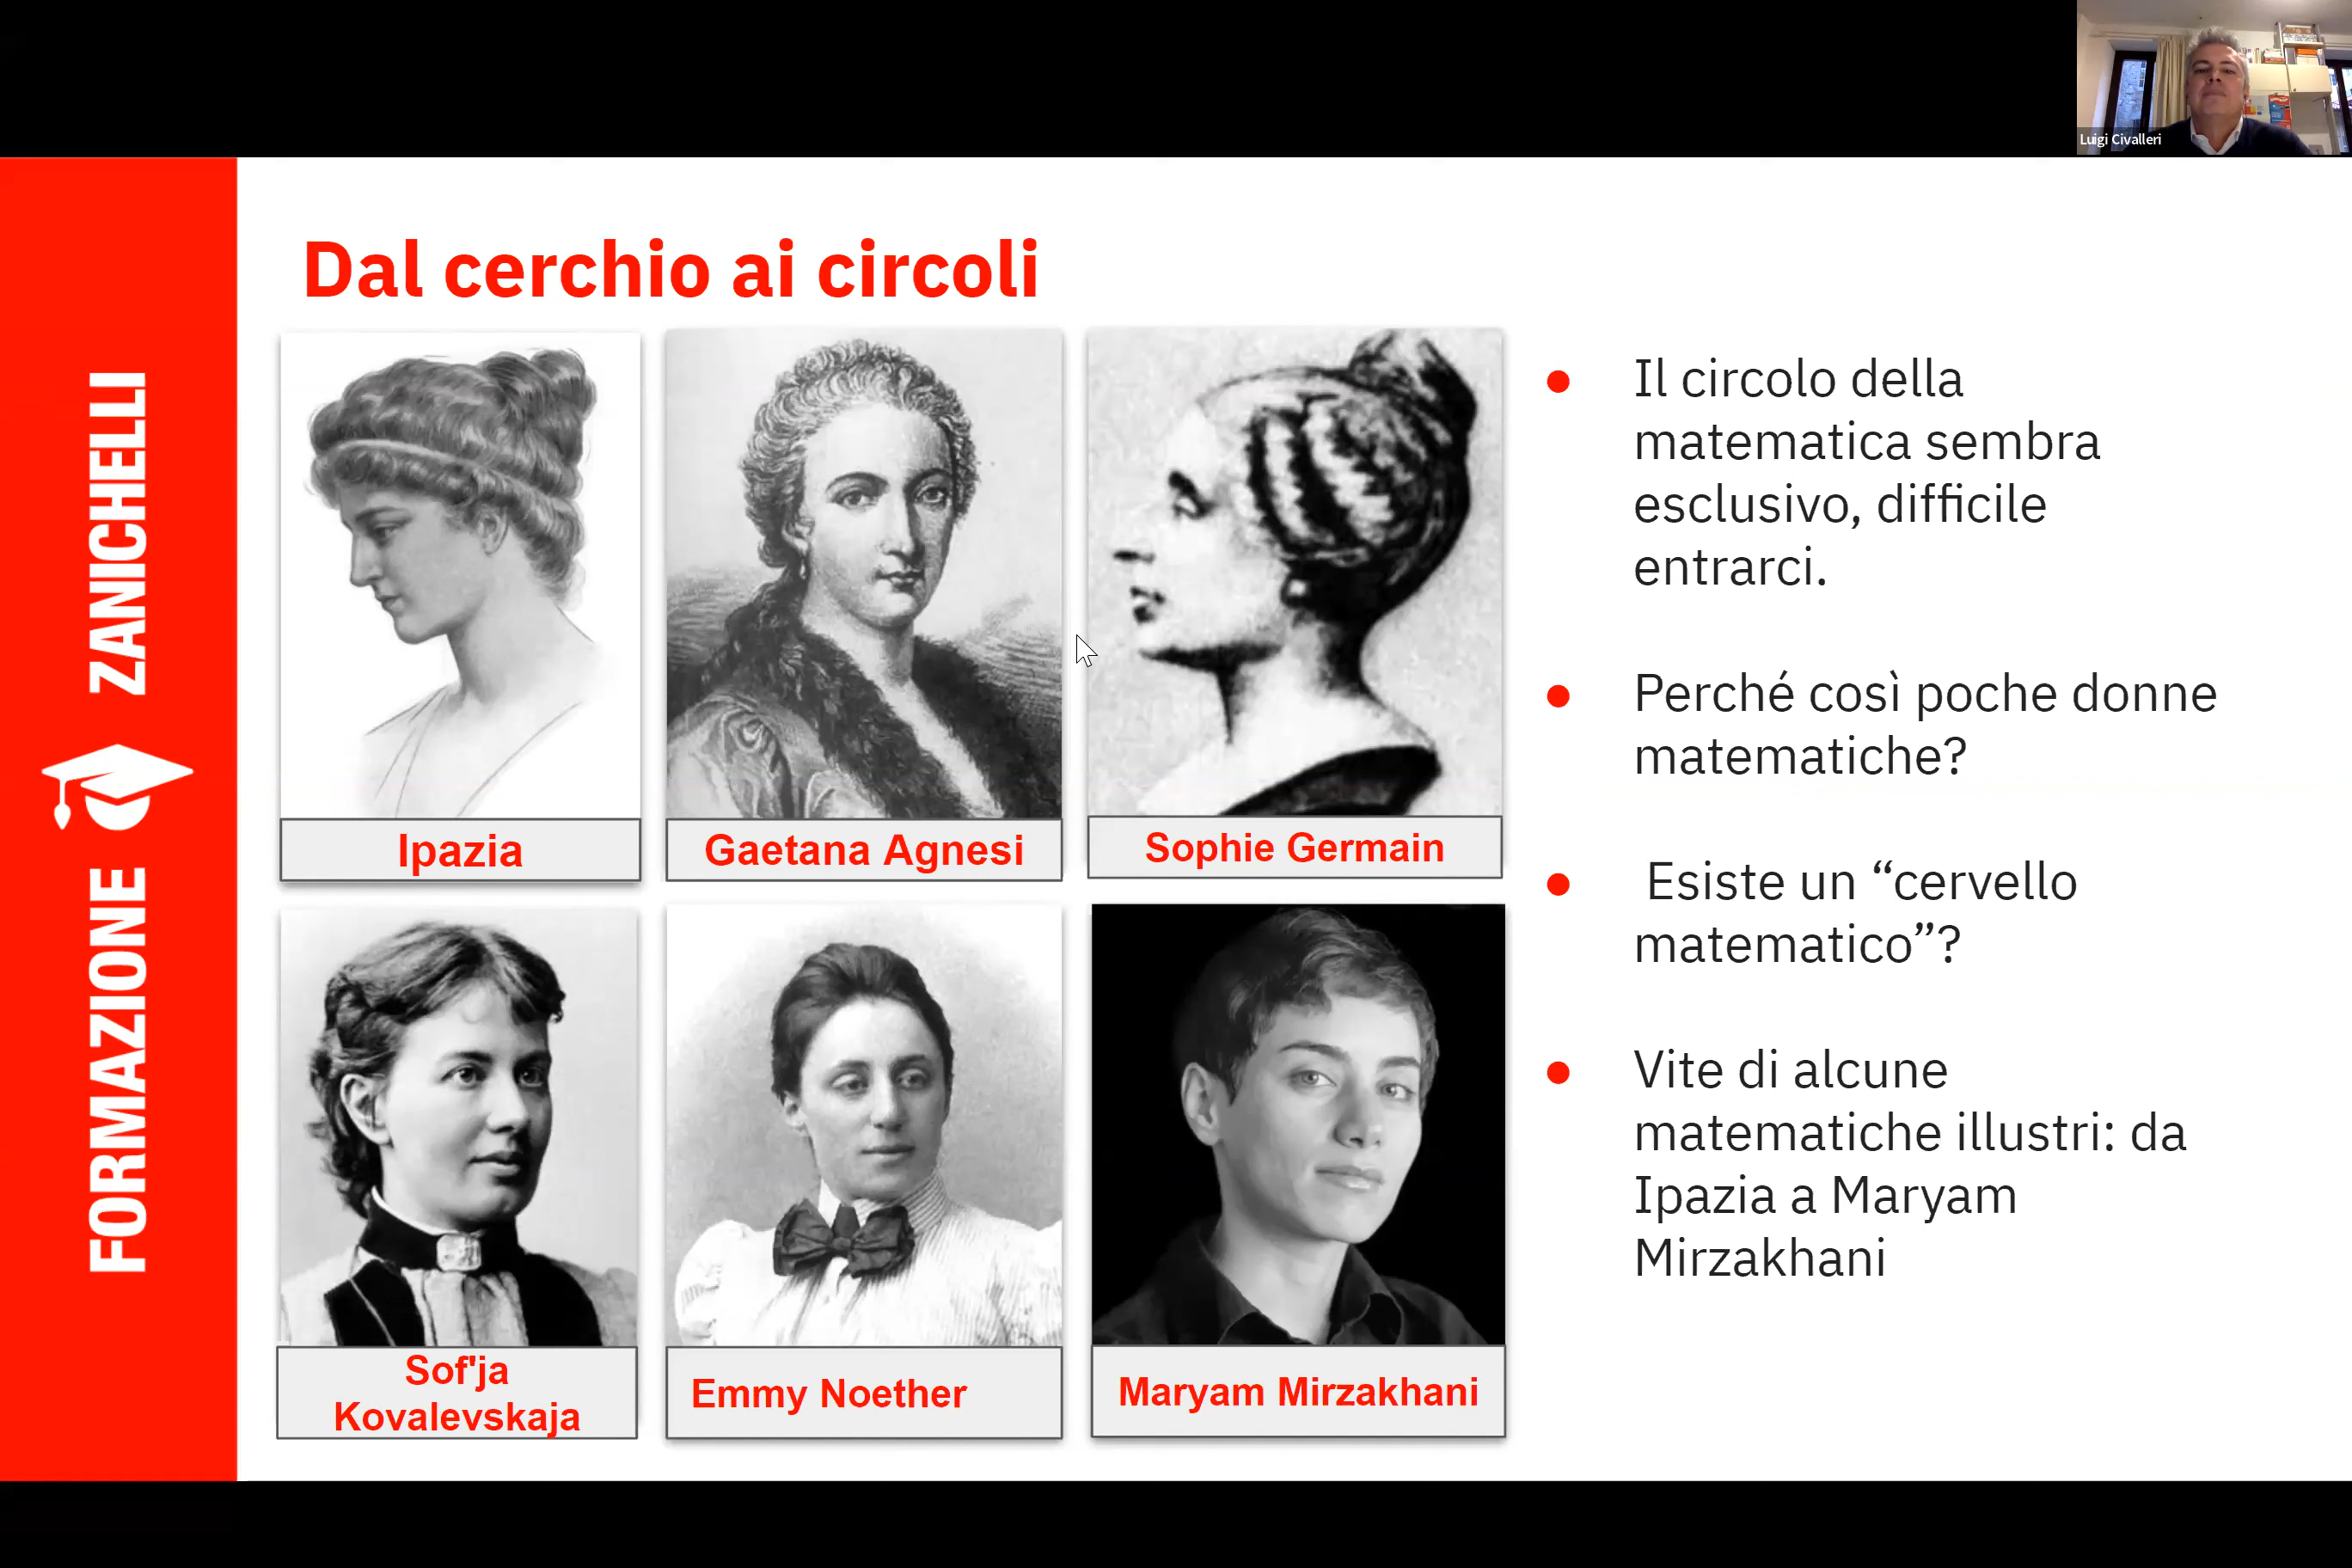 Luigi Civalleri
FORMAZIONE ZANICHELLI
Dal cerchio ai circoli
Ipazia
Gaetana Agnesi
Sophie Germain
Sof'ja
Kovalevskaja
Emmy Noether
Maryam Mirzakhani
● Il circolo della
matematica sembra
esclusivo, difficile
entrarci.
● Perché così poche donne
matematiche?
● Esiste un “cervello
matematico”?
● Vite di alcune
matematiche illustri: da
Ipazia a Maryam
Mirzakhani